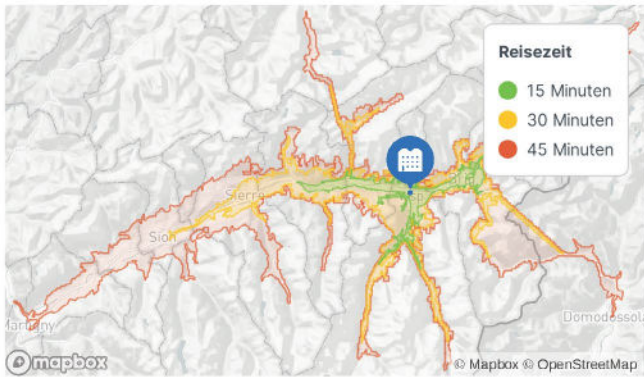 Reisezeit
15 Minuten
30 Minuten
45 Minuten
Sierre
Sion
Domodossola
mapbox
© Mapbox © OpenStreetMap